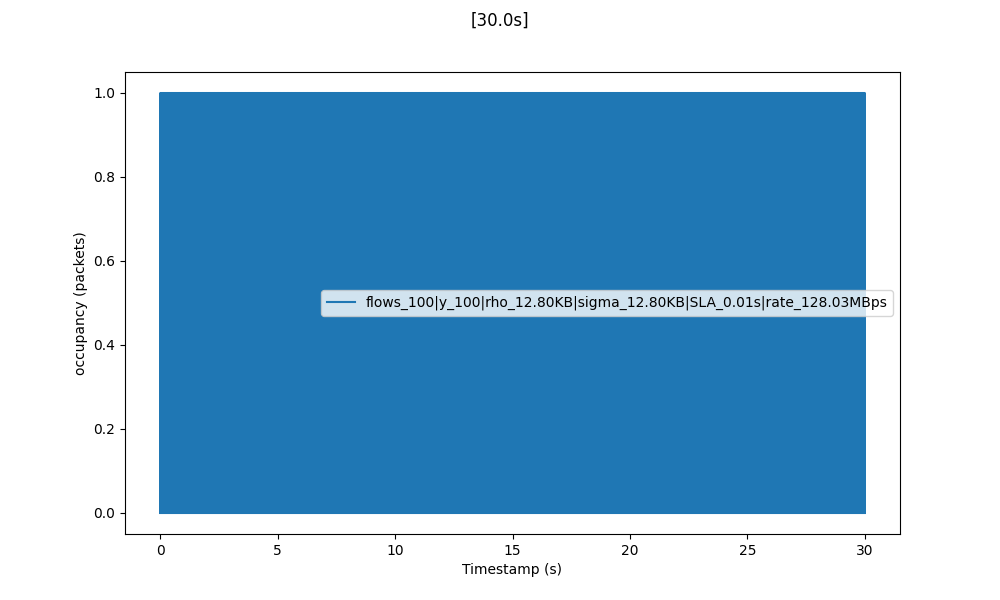 [30.0s]
occupancy (packets)
1.0
0.8
0.6
0.4
0.2
0.0
flows_100|y_100|rho_12.80KB|sigma_12.80KB|SLA_0.01s|rate_128.03MBps
0 5 10 15 20 25 30
Timestamp (s)